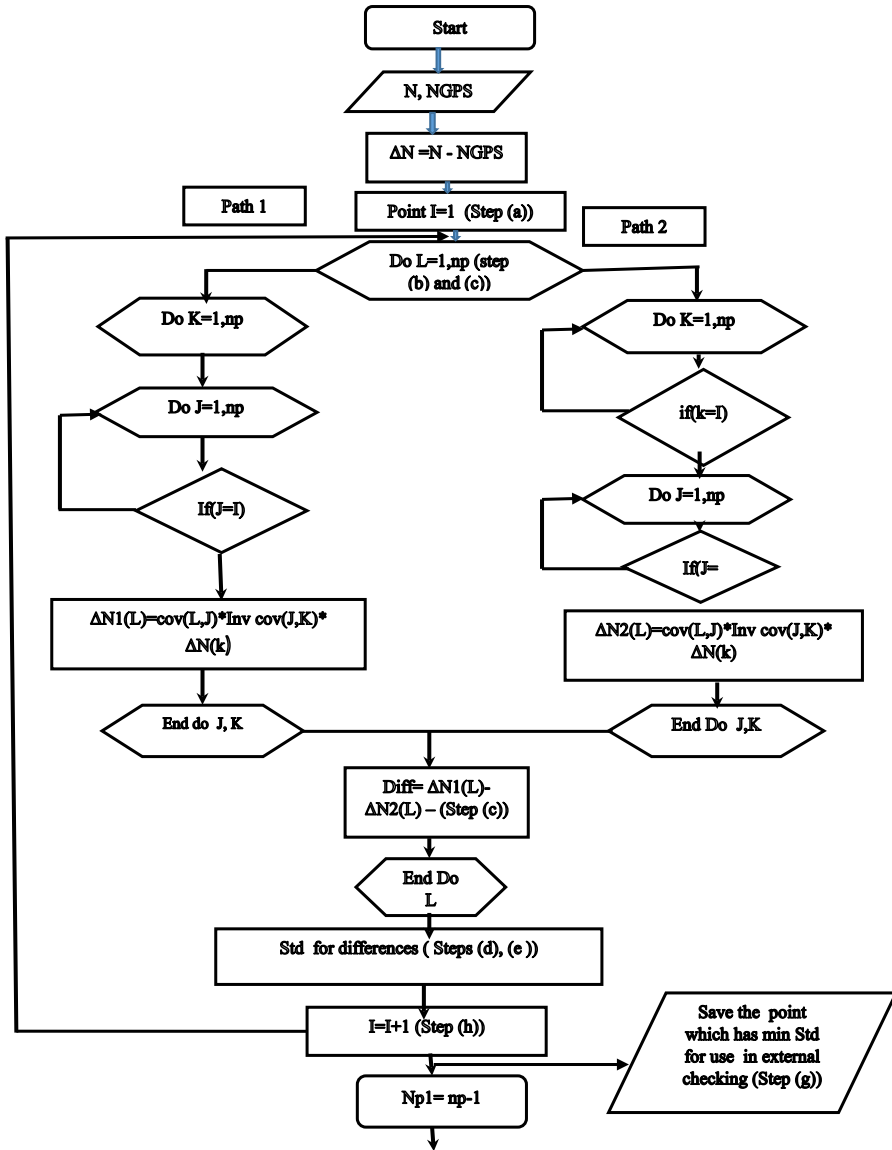 Start
N, NGPS
ΔN =N - NGPS
Path 1
Point I=1 (Step (a))
Path 2
Do L=1,np (step
(b) and (c))
Do K=1,np
Do J=1,np
If(J=I)
ΔN1(L)=cov(L,J)*Inv cov(J,K)*
ΔN(k)
End do J, K
Do K=1,np
if(k=I)
Do J=1,np
If(J=
ΔN2(L)=cov(L,J)*Inv cov(J,K)*
ΔN(k)
End Do J,K
Diff= ΔN1(L)-
ΔN2(L) – (Step (c))
End Do
L
Std for differences ( Steps (d), (e ))
I=I+1 (Step (h))
Save the point
which has min Std
for use in external
checking (Step (g))
Np1= np-1